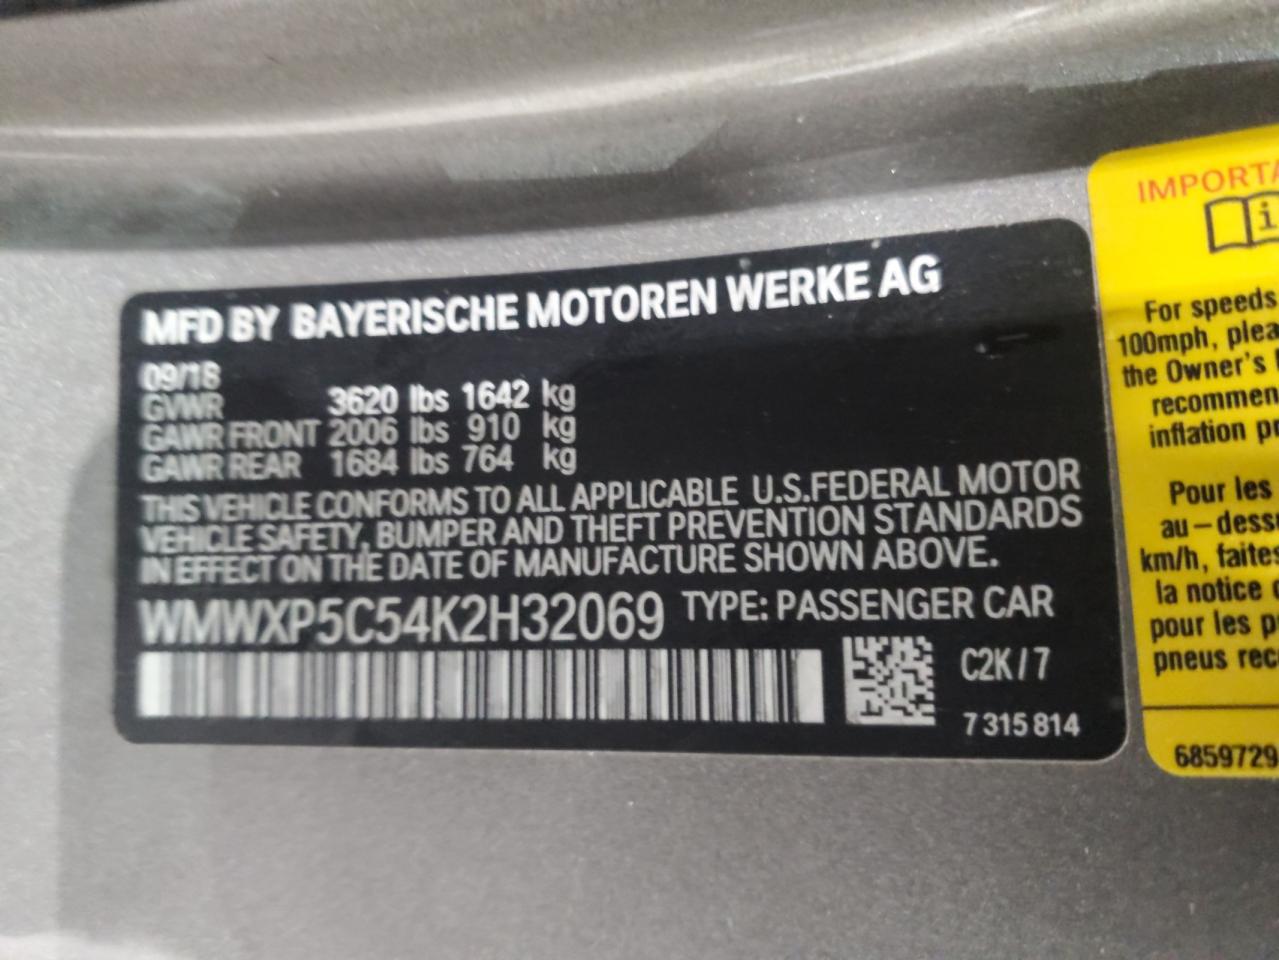 MFD BY BAYERISCHE MOTOREN WERKE AG
09/18
GVWR 3620 lbs 1642 kg
GAWR FRONT 2006 lbs 910 kg
GAWR REAR 1684 lbs 764 kg
THIS VEHICLE CONFORMS TO ALL APPLICABLE U.S.FEDERAL MOTOR
VEHICLE SAFETY, BUMPER AND THEFT PREVENTION STANDARDS
IN EFFECT ON THE DATE OF MANUFACTURE SHOWN ABOVE.
WMWXP5C54K2H32069 TYPE: PASSENGER CAR
C2K/7
7 315 814
IMPORTA
i
For speeds
100mph, plea
the Owner's
recommen
inflation pr
Pour les
au-dess
km/h, faites
la notice
pour les p
pneus rec
6859729